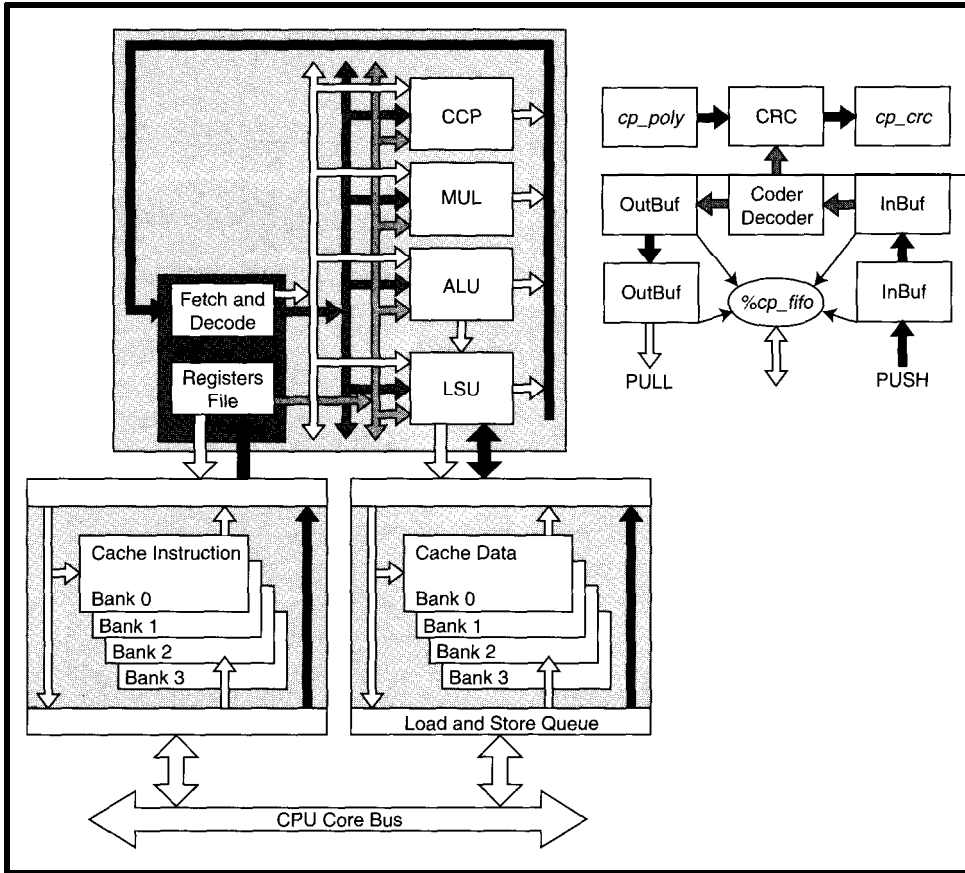 CCP
MUL
ALU
LSU
Fetch and
Decode
Registers
File
cp_poly
CRC
cp_crc
OutBuf
Coder
Decoder
InBuf
OutBuf
%cp_fifo
InBuf
PULL
PUSH
Cache Instruction
Bank 0
Bank 1
Bank 2
Bank 3
Cache Data
Bank 0
Bank 1
Bank 2
Bank 3
Load and Store Queue
CPU Core Bus